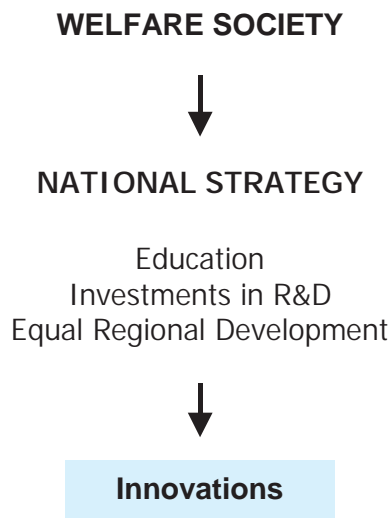 WELFARE SOCIETY
NATIONAL STRATEGY
Education
Investments in R&D
Equal Regional Development
Innovations